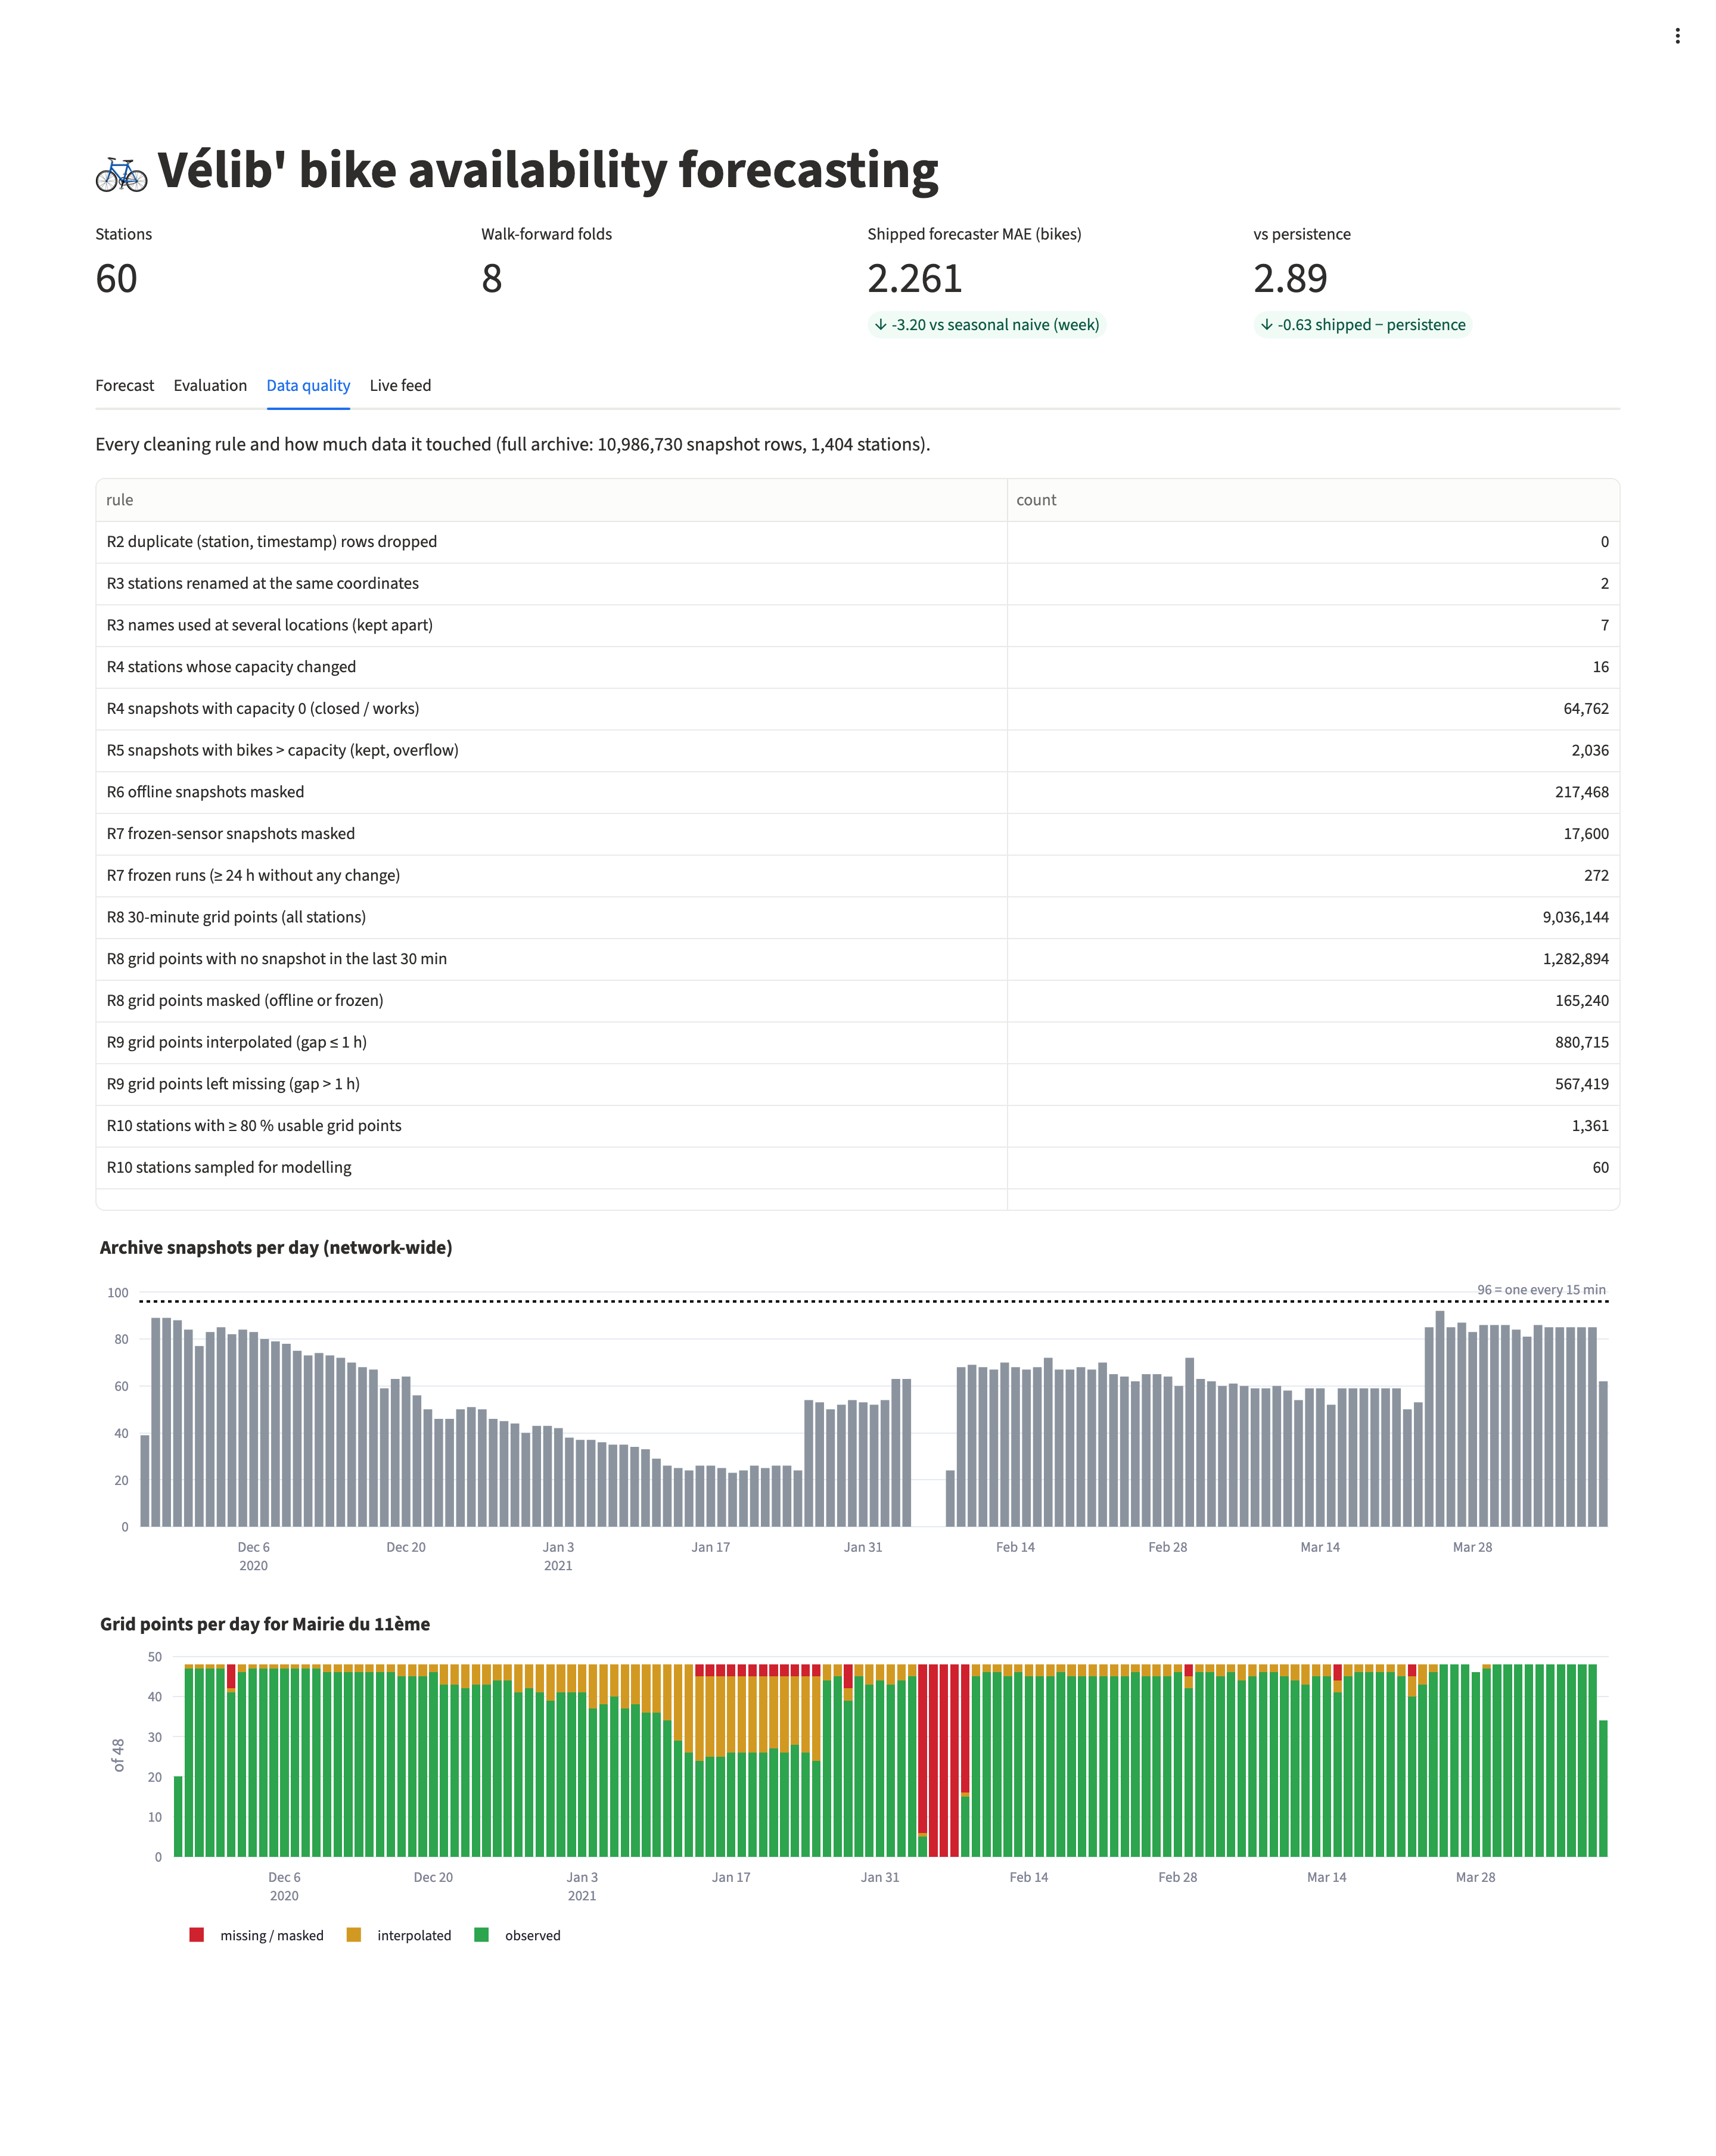 Vélib' bike availability forecasting
Stations
60
Walk-forward folds
8
Shipped forecaster MAE (bikes)
2.261
↓ -3.20 vs seasonal naive (week)
vs persistence
2.89
↓ -0.63 shipped − persistence
Forecast Evaluation Data quality Live feed
Every cleaning rule and how much data it touched (full archive: 10,986,730 snapshot rows, 1,404 stations).
rule count
R2 duplicate (station, timestamp) rows dropped 0
R3 stations renamed at the same coordinates 2
R3 names used at several locations (kept apart) 7
R4 stations whose capacity changed 16
R4 snapshots with capacity 0 (closed / works) 64,762
R5 snapshots with bikes > capacity (kept, overflow) 2,036
R6 offline snapshots masked 217,468
R7 frozen-sensor snapshots masked 17,600
R7 frozen runs (≥ 24 h without any change) 272
R8 30-minute grid points (all stations) 9,036,144
R8 grid points with no snapshot in the last 30 min 1,282,894
R8 grid points masked (offline or frozen) 165,240
R9 grid points interpolated (gap ≤ 1 h) 880,715
R9 grid points left missing (gap > 1 h) 567,419
R10 stations with ≥ 80 % usable grid points 1,361
R10 stations sampled for modelling 60
Archive snapshots per day (network-wide)
96 = one every 15 min
100
80
60
40
20
0
Dec 6 Dec 20 Jan 3 Jan 17 Jan 31 Feb 14 Feb 28 Mar 14 Mar 28
2020 2021
Grid points per day for Mairie du 11ème
of 48
50
40
30
20
10
0
Dec 6 Dec 20 Jan 3 Jan 17 Jan 31 Feb 14 Feb 28 Mar 14 Mar 28
2020 2021
missing / masked interpolated observed